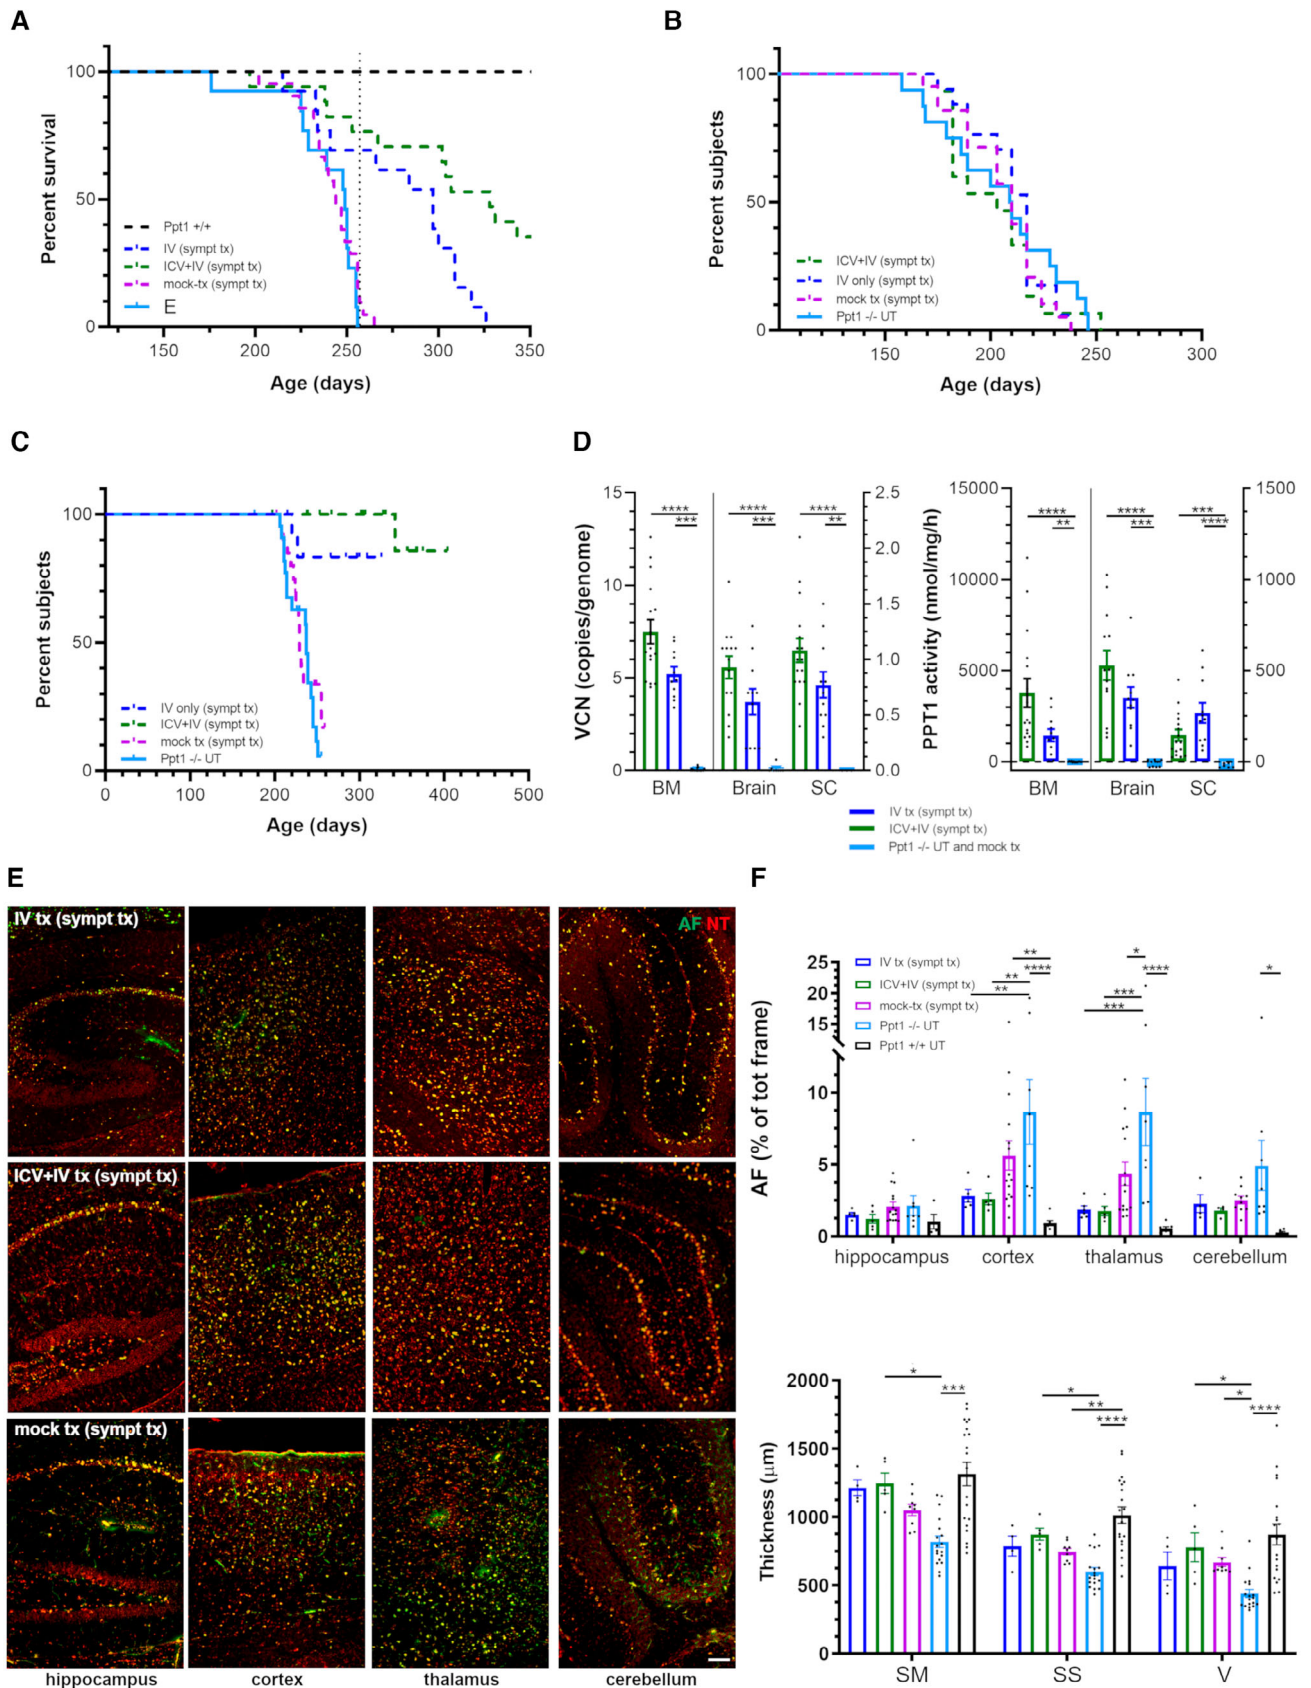 A
100
50
0
Percent survival
Ppt1 +/+
IV (sympt tx)
ICV+IV (sympt tx)
mock-tx (sympt tx)
E
150 200 250 300 350
Age (days)
B
100
50
0
Percent subjects
ICV+IV (sympt tx)
IV only (sympt tx)
mock tx (sympt tx)
Ppt1 -/- UT
150 200 250 300
Age (days)
C
100
50
0
Percent subjects
IV only (sympt tx)
ICV+IV (sympt tx)
mock tx (sympt tx)
Ppt1 -/- UT
0 100 200 300 400 500
Age (days)
D
VCN (copies/genome)
15
10
5
0
2.5
2.0
1.5
1.0
0.5
0.0
**** *** **** *** **** **
BM Brain SC
PPT1 activity (nmol/mg/h)
15000
10000
5000
0
1500
1000
500
0
**** ** **** *** *** ****
BM Brain SC
IV tx (sympt tx)
ICV+IV (sympt tx)
Ppt1 -/- UT and mock tx
E
IV tx (sympt tx)
AF NT
ICV+IV tx (sympt tx)
mock tx (sympt tx)
hippocampus cortex thalamus cerebellum
F
AF (% of tot frame)
25
20
15
10
5
0
IV tx (sympt tx)
ICV+IV (sympt tx)
mock-tx (sympt tx)
Ppt1 -/- UT
Ppt1 +/+ UT
** **** ** ** * **** *** *** *
hippocampus cortex thalamus cerebellum
Thickness (μm)
2000
1500
1000
500
0
* *** * ** **** * * ****
SM SS V